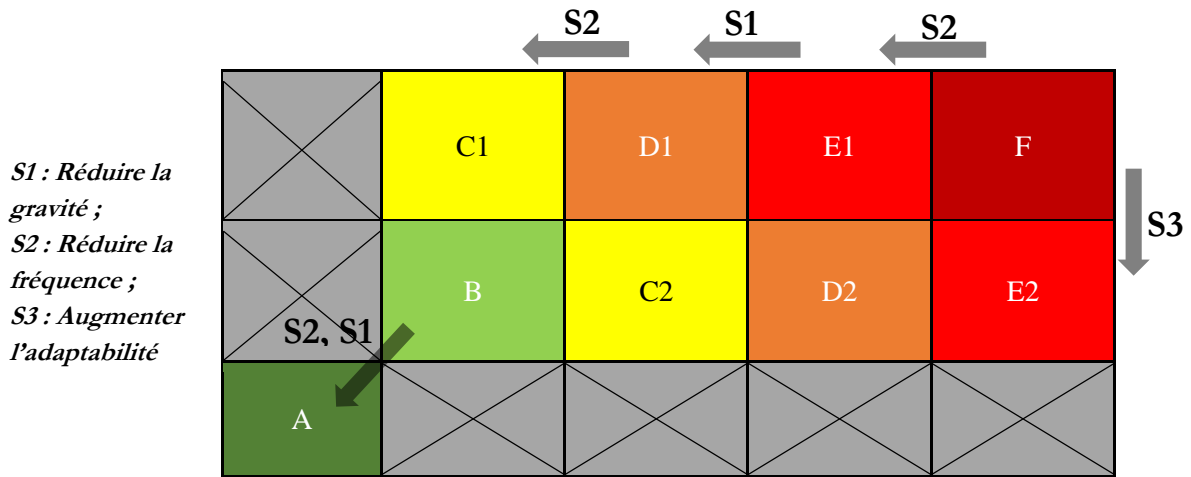 S2 S1 S2
C1 D1 E1 F
S1 : Réduire la
gravité ;
S2 : Réduire la
fréquence ;
S3 : Augmenter
l'adaptabilité
S3
B C2 D2 E2
S2, S1
A